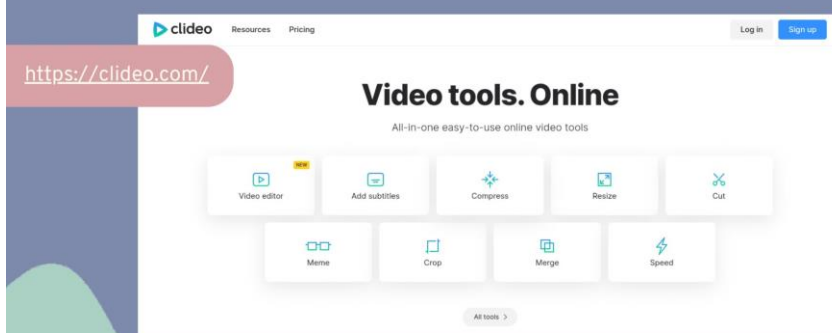 clideo Resources Pricing Log in Sign up
https://clideo.com/
Video tools. Online
All-in-one easy-to-use online video tools
NEW
Video editor Add subtitles Compress Resize Cut
Meme Crop Merge Speed
All tools >